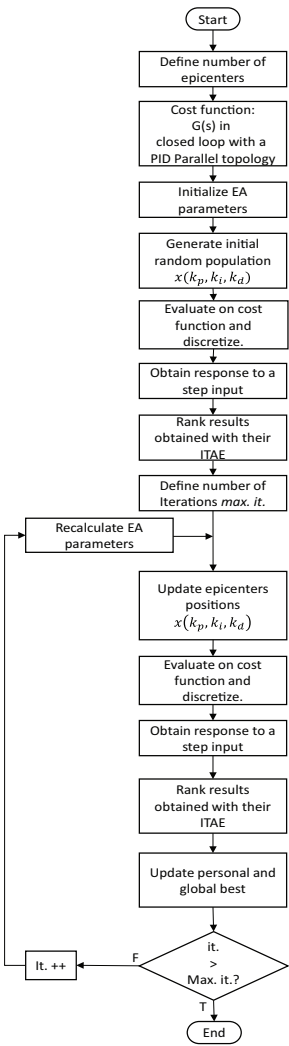 Start
Define number of
epicenters
Cost function:
G(s) in
closed loop with a
PID Parallel topology
Initialize EA
parameters
Generate initial
random population
x(kₚ, kᵢ, k_d)
Evaluate on cost
function and
discretize.
Obtain response to a
step input
Rank results
obtained with their
ITAE
Define number of
Iterations max. it.
Recalculate EA
parameters
Update epicenters
positions
x(kₚ, kᵢ, k_d)
Evaluate on cost
function and
discretize.
Obtain response to a
step input
Rank results
obtained with their
ITAE
Update personal and
global best
it.
>
Max. it.?
F
It. ++
T
End